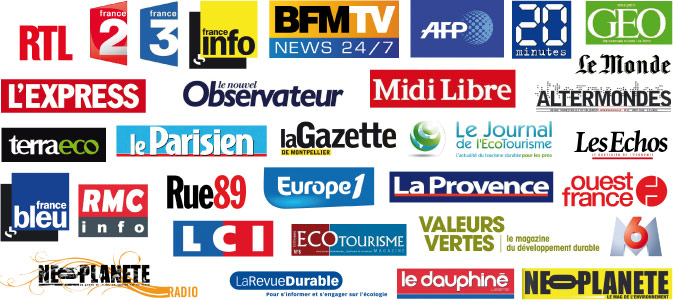 RTL
france
2
france
3
france
info
BFMTV
NEWS 24/7
AFP
20
minutes
GEO
Le Monde
L'EXPRESS
le nouvel
Observateur
Midi Libre
ALTERMONDES
terraeco
le Parisien
laGazette
DE MONTPELLIER
Le Journal
de l'EcoTourisme
L'actualité du tourisme durable pour les pros
Les Echos
LE QUOTIDIEN DE L'ECONOMIE
france
bleu
RMC
info
Rue89
Europe1
La Provence
ouest
france
LCI
ECOTOURISME
MAGAZINE
VALEURS
VERTES
le magazine
du développement durable
6
NEOPLANETE
RADIO
LaRevueDurable
Pour s'informer et s'engager sur l'écologie
le dauphiné
NEOPLANETE
LE MAG DE L'ENVIRONNEMENT